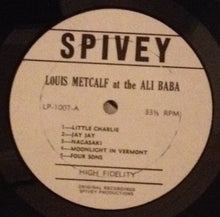 SPIVEY
LOUIS METCALF at the ALI BABA
LP-1007-A
33⅓ RPM
1—LITTLE CHARLIE
2—JAY JAY
3—NAGASAKI
4—MOONLIGHT IN VERMONT
5—FOUR SONS
HIGH FIDELITY
ORIGINAL RECORDINGS
SPIVEY PRODUCTIONS